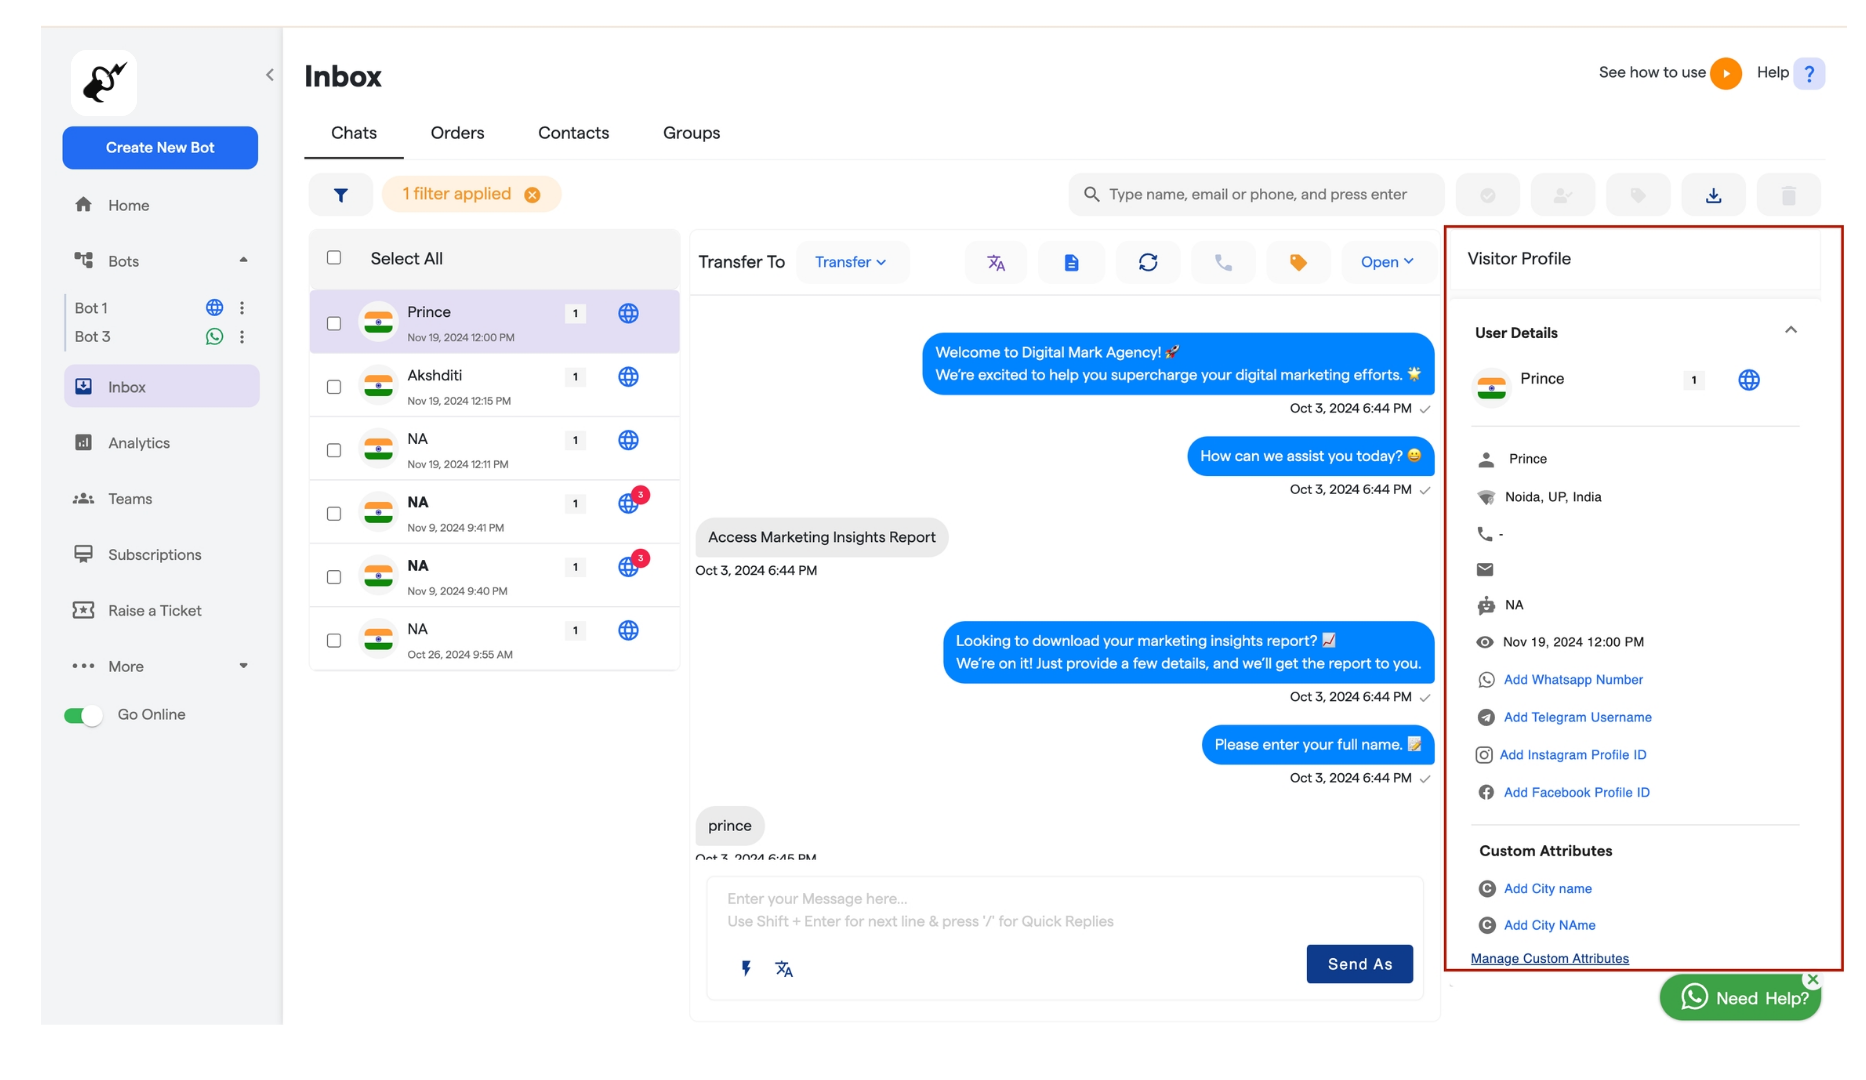 Inbox
See how to use
Help ?
Create New Bot
Chats
Orders
Contacts
Groups
1 filter applied
Type name, email or phone, and press enter
Home
Bots
Bot 1
Bot 3
Inbox
Analytics
Teams
Subscriptions
Raise a Ticket
More
Go Online
Select All
Prince
1
Nov 19, 2024 12:00 PM
Akshditi
1
Nov 19, 2024 12:15 PM
NA
1
Nov 19, 2024 12:11 PM
NA
1
3
Nov 9, 2024 9:41 PM
NA
1
3
Nov 9, 2024 9:40 PM
NA
1
Oct 26, 2024 9:55 AM
Transfer To
Transfer
Open
Welcome to Digital Mark Agency! 🚀
We're excited to help you supercharge your digital marketing efforts. 🌟
Oct 3, 2024 6:44 PM
How can we assist you today? 😄
Oct 3, 2024 6:44 PM
Access Marketing Insights Report
Oct 3, 2024 6:44 PM
Looking to download your marketing insights report? 📈
We're on it! Just provide a few details, and we'll get the report to you.
Oct 3, 2024 6:44 PM
Please enter your full name. 📝
Oct 3, 2024 6:44 PM
prince
Oct 3, 2024 6:45 PM
Enter your Message here...
Use Shift + Enter for next line & press '/' for Quick Replies
Send As
Visitor Profile
User Details
Prince
1
Prince
Noida, UP, India
-
NA
Nov 19, 2024 12:00 PM
Add Whatsapp Number
Add Telegram Username
Add Instagram Profile ID
Add Facebook Profile ID
Custom Attributes
C Add City name
C Add City NAme
Manage Custom Attributes
Need Help?